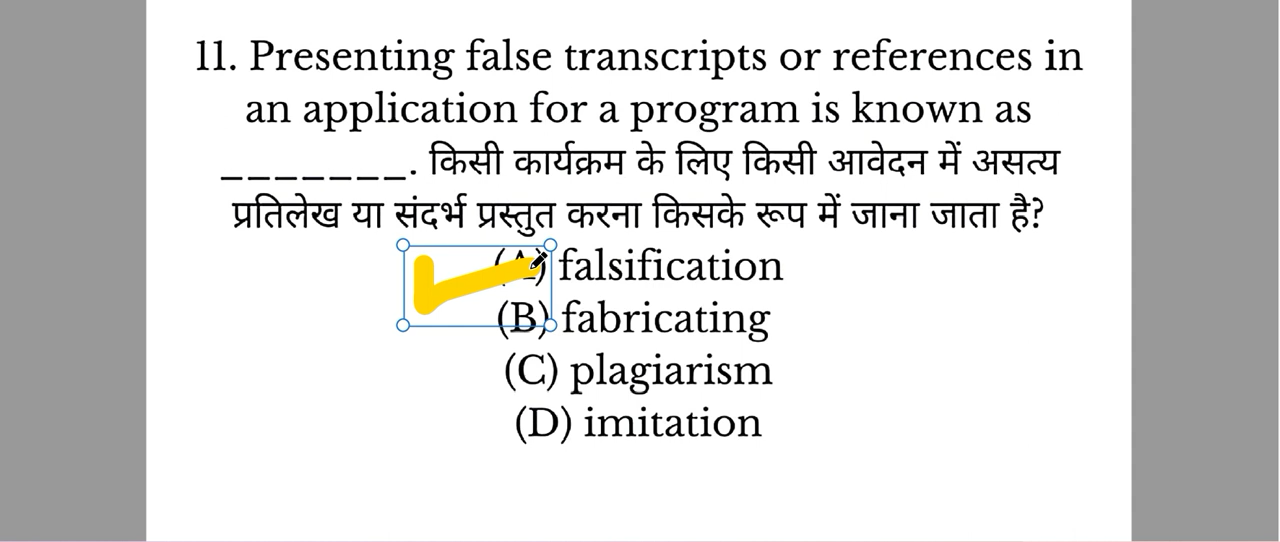 11. Presenting false transcripts or references in
an application for a program is known as
_______. किसी कार्यक्रम के लिए किसी आवेदन में असत्य
प्रतिलेख या संदर्भ प्रस्तुत करना किसके रूप में जाना जाता है?
(A) falsification
(B) fabricating
(C) plagiarism
(D) imitation